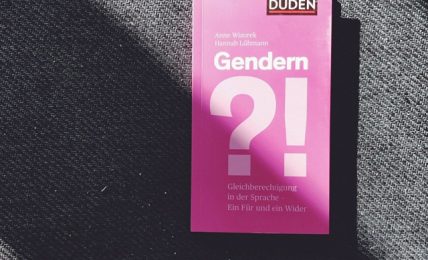 DUDEN
Anne Wizorek
Hannah Lühmann
Gendern
?!
Gleichberechtigung
in der Sprache –
Ein Für und ein Wider